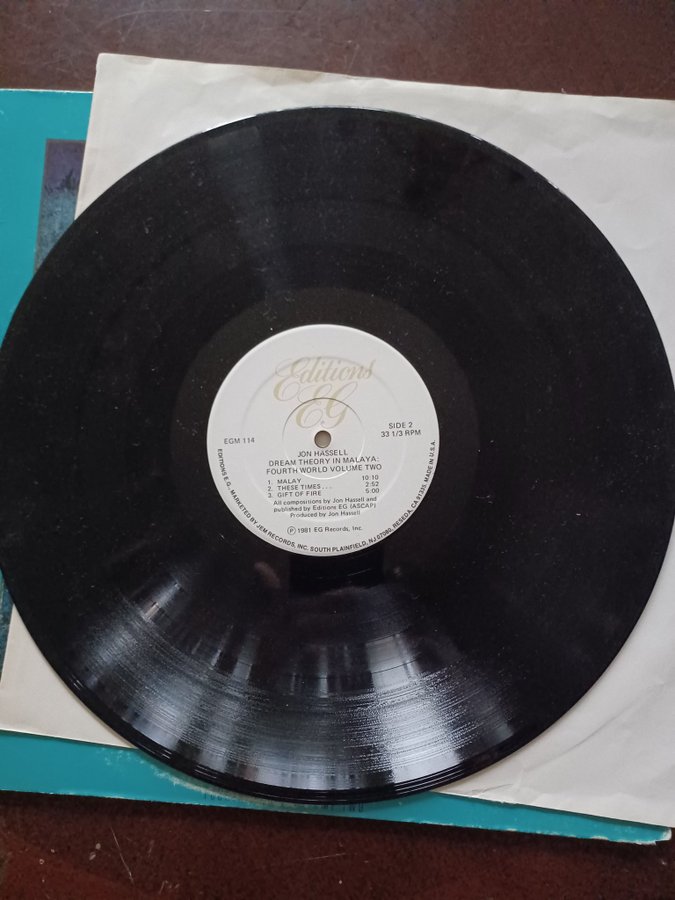 Editions
EG
EGM 114
SIDE 2
33 1/3 RPM
JON HASSELL
DREAM THEORY IN MALAYA:
FOURTH WORLD VOLUME TWO
1. MALAY 10:10
2. THESE TIMES . . . 2:52
3. GIFT OF FIRE 5:00
All compositions by Jon Hassell and
published by Editions EG (ASCAP)
Produced by Jon Hassell
℗ 1981 EG Records, Inc.
EDITIONS E.G. - MARKETED BY JEM RECORDS, INC. SOUTH PLAINFIELD, NJ 07080, RESEGA, CA 91335. MADE IN U.S.A.
TWO